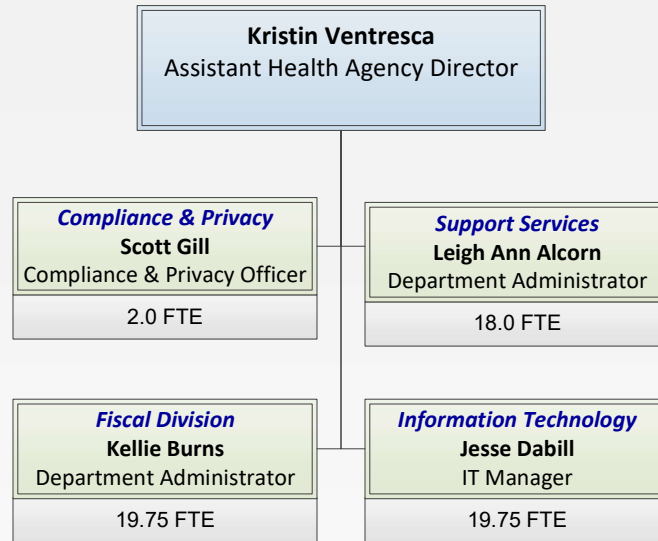 Kristin Ventresca
Assistant Health Agency Director
Compliance & Privacy
Scott Gill
Compliance & Privacy Officer
2.0 FTE
Support Services
Leigh Ann Alcorn
Department Administrator
18.0 FTE
Fiscal Division
Kellie Burns
Department Administrator
19.75 FTE
Information Technology
Jesse Dabill
IT Manager
19.75 FTE